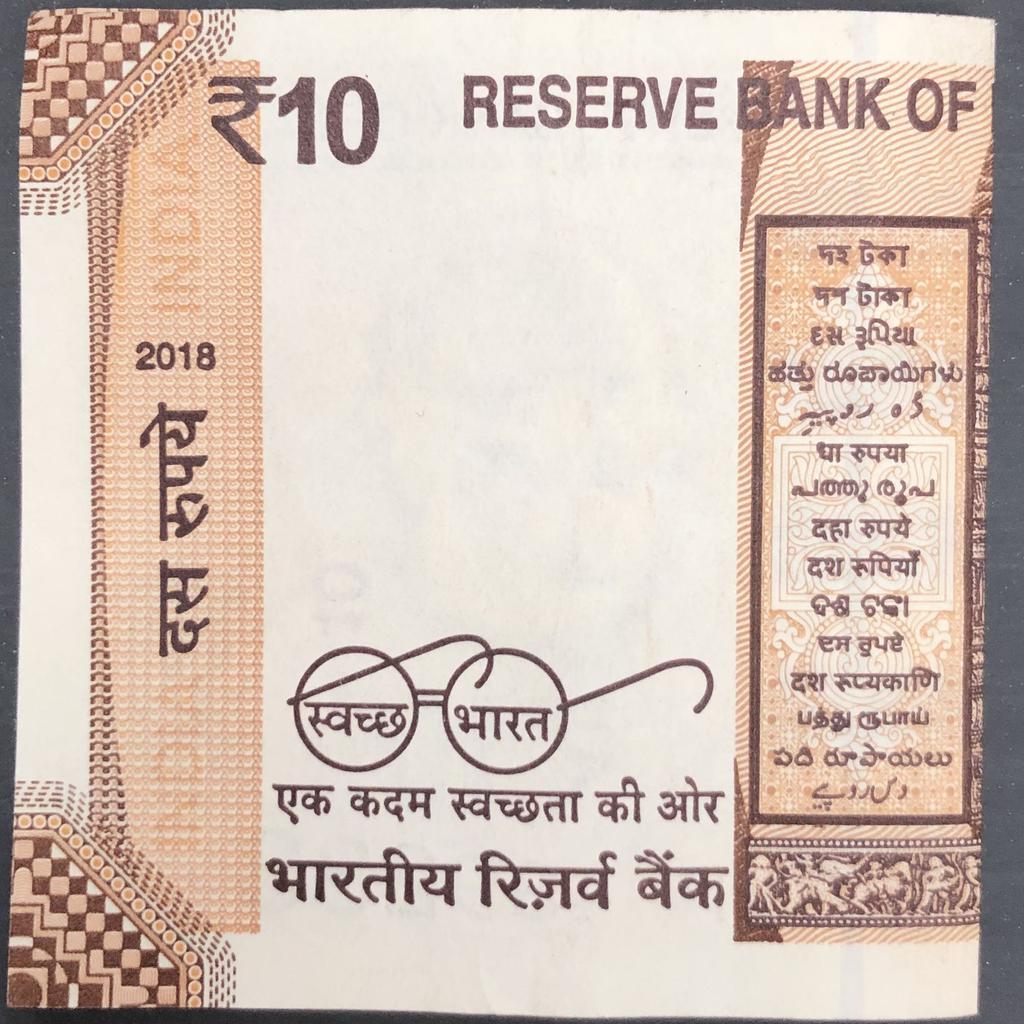 ₹10
RESERVE BANK OF
INDIA
2018
दस रुपये
দহ টকা
দশ টাকা
દસ રૂપિયા
ಹತ್ತು ರೂಪಾಯಿಗಳು
धा रुपया
പത്തു രൂപ
दहा रुपये
दश रूपियाँ
ଦଶ ଟଙ୍କା
ਦਸ ਰੁਪਏ
दश रूप्यकाणि
பத்து ரூபாய்
పది రూపాయలు
دس روپے
स्वच्छ भारत
एक कदम स्वच्छता की ओर
भारतीय रिज़र्व बैंक